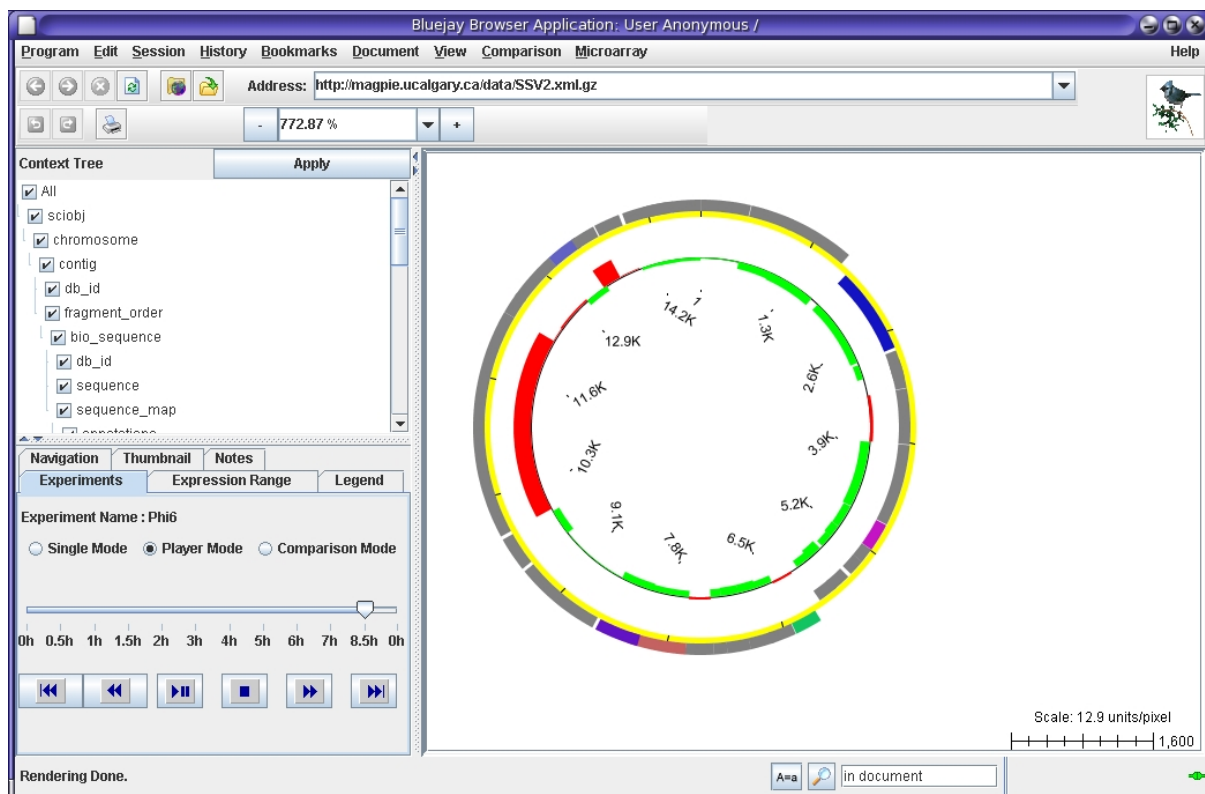 Bluejay Browser Application: User Anonymous /
Program Edit Session History Bookmarks Document View Comparison Microarray Help
Address: http://magpie.ucalgary.ca/data/SSV2.xml.gz
- 772.87 % +
Context Tree Apply
All
sciobj
chromosome
contig
db_id
fragment_order
bio_sequence
db_id
sequence
sequence_map
annotations
Navigation Thumbnail Notes
Experiments Expression Range Legend
Experiment Name : Phi6
Single Mode Player Mode Comparison Mode
0h 0.5h 1h 1.5h 2h 3h 4h 5h 6h 7h 8.5h 0h
1
1.3K
2.6K
3.9K
5.2K
6.5K
7.8K
9.1K
10.3K
11.6K
12.9K
14.2K
Scale: 12.9 units/pixel
1,600
Rendering Done.
A=a in document